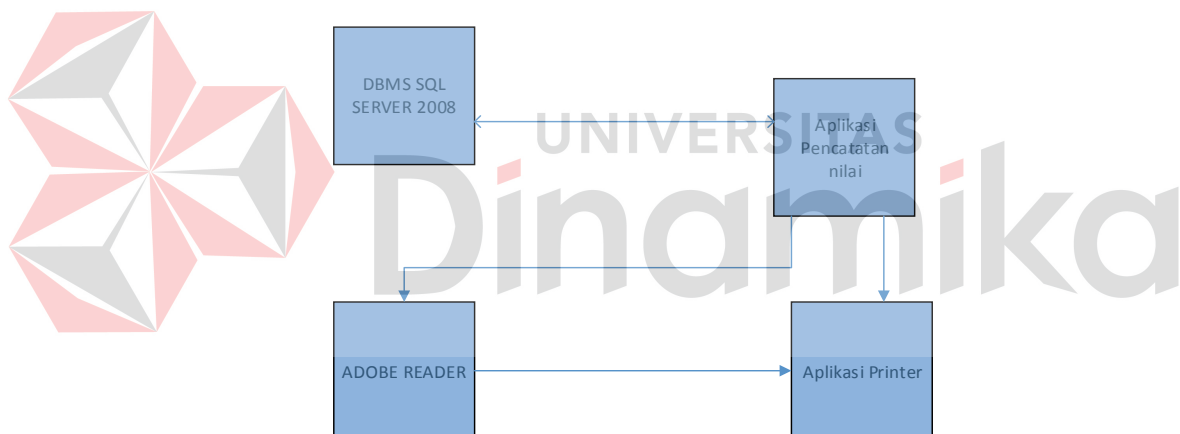 DBMS SQL
SERVER 2008
UNIVERSITAS
Dinamika
Aplikasi
Pencatatan
nilai
ADOBE READER
Aplikasi Printer